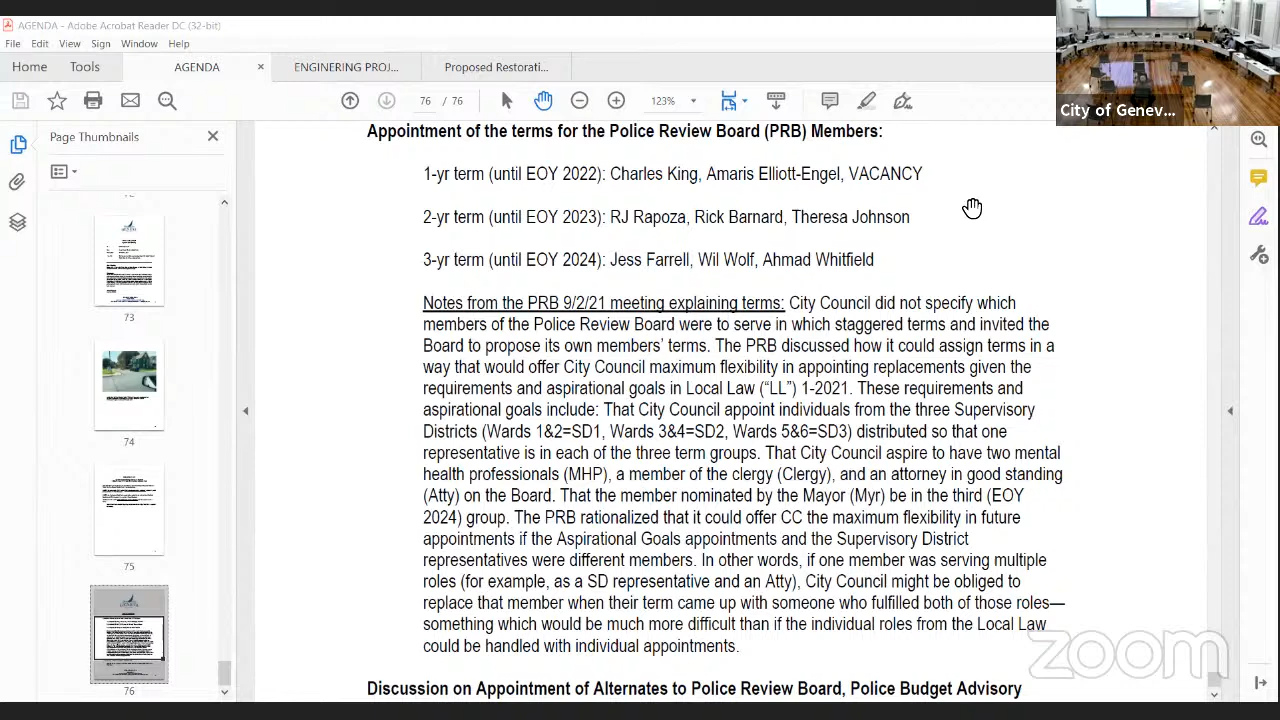 AGENDA - Adobe Acrobat Reader DC (32-bit)
File Edit View Sign Window Help
Home Tools AGENDA × ENGINERING PROJ... Proposed Restorati...
76 / 76 123%
City of Genev...
Page Thumbnails
73
74
75
76
Appointment of the terms for the Police Review Board (PRB) Members:
1-yr term (until EOY 2022): Charles King, Amaris Elliott-Engel, VACANCY
2-yr term (until EOY 2023): RJ Rapoza, Rick Barnard, Theresa Johnson
3-yr term (until EOY 2024): Jess Farrell, Wil Wolf, Ahmad Whitfield
Notes from the PRB 9/2/21 meeting explaining terms: City Council did not specify which
members of the Police Review Board were to serve in which staggered terms and invited the
Board to propose its own members' terms. The PRB discussed how it could assign terms in a
way that would offer City Council maximum flexibility in appointing replacements given the
requirements and aspirational goals in Local Law ("LL") 1-2021. These requirements and
aspirational goals include: That City Council appoint individuals from the three Supervisory
Districts (Wards 1&2=SD1, Wards 3&4=SD2, Wards 5&6=SD3) distributed so that one
representative is in each of the three term groups. That City Council aspire to have two mental
health professionals (MHP), a member of the clergy (Clergy), and an attorney in good standing
(Atty) on the Board. That the member nominated by the Mayor (Myr) be in the third (EOY
2024) group. The PRB rationalized that it could offer CC the maximum flexibility in future
appointments if the Aspirational Goals appointments and the Supervisory District
representatives were different members. In other words, if one member was serving multiple
roles (for example, as a SD representative and an Atty), City Council might be obliged to
replace that member when their term came up with someone who fulfilled both of those roles—
something which would be much more difficult than if the individual roles from the Local Law
could be handled with individual appointments.
Discussion on Appointment of Alternates to Police Review Board, Police Budget Advisory
zoom